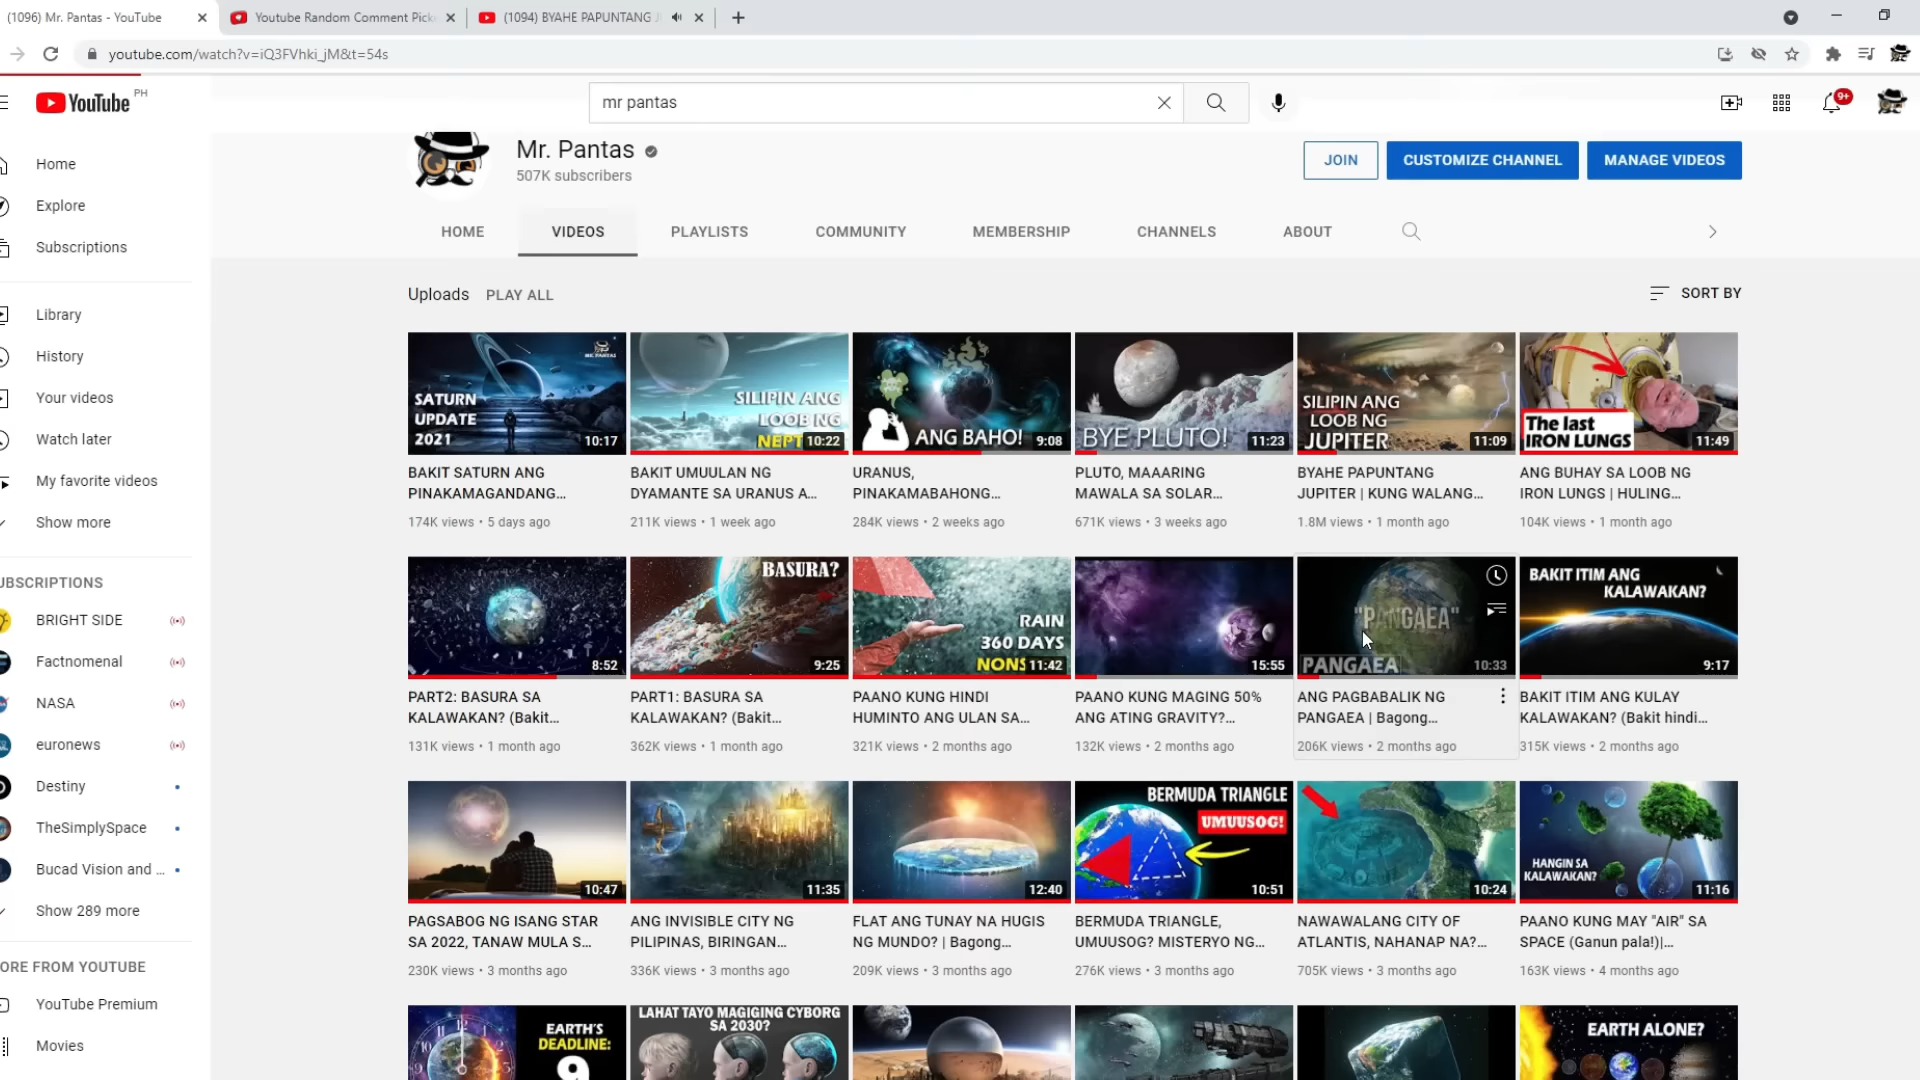 (1096) Mr. Pantas - YouTube
Youtube Random Comment Pick
(1094) BYAHE PAPUNTANG J
youtube.com/watch?v=iQ3FVhki_jM&t=54s
YouTube PH
mr pantas
9+
Home
Explore
Subscriptions
Library
History
Your videos
Watch later
My favorite videos
Show more
UBSCRIPTIONS
BRIGHT SIDE
Factnomenal
NASA
euronews
Destiny
TheSimplySpace
Bucad Vision and ...
Show 289 more
ORE FROM YOUTUBE
YouTube Premium
Movies
Mr. Pantas
507K subscribers
JOIN
CUSTOMIZE CHANNEL
MANAGE VIDEOS
HOME
VIDEOS
PLAYLISTS
COMMUNITY
MEMBERSHIP
CHANNELS
ABOUT
Uploads
PLAY ALL
SORT BY
MR. PANTAS
SATURN
UPDATE
2021
10:17
BAKIT SATURN ANG
PINAKAMAGANDANG...
174K views • 5 days ago
SILIPIN ANG
LOOB NG
NEPT
10:22
BAKIT UMUULAN NG
DYAMANTE SA URANUS A...
211K views • 1 week ago
ANG BAHO!
9:08
URANUS,
PINAKAMABAHONG...
284K views • 2 weeks ago
BYE PLUTO!
11:23
PLUTO, MAAARING
MAWALA SA SOLAR...
671K views • 3 weeks ago
SILIPIN ANG
LOOB NG
JUPITER
11:09
BYAHE PAPUNTANG
JUPITER | KUNG WALANG...
1.8M views • 1 month ago
The last
IRON LUNGS
11:49
ANG BUHAY SA LOOB NG
IRON LUNGS | HULING...
104K views • 1 month ago
8:52
PART2: BASURA SA
KALAWAKAN? (Bakit...
131K views • 1 month ago
BASURA?
9:25
PART1: BASURA SA
KALAWAKAN? (Bakit...
362K views • 1 month ago
RAIN
360 DAYS
NONS
11:42
PAANO KUNG HINDI
HUMINTO ANG ULAN SA...
321K views • 2 months ago
15:55
PAANO KUNG MAGING 50%
ANG ATING GRAVITY?...
132K views • 2 months ago
"PANGAEA"
PANGAEA
10:33
ANG PAGBABALIK NG
PANGAEA | Bagong...
206K views • 2 months ago
BAKIT ITIM ANG
KALAWAKAN?
9:17
BAKIT ITIM ANG KULAY
KALAWAKAN? (Bakit hindi...
315K views • 2 months ago
10:47
PAGSABOG NG ISANG STAR
SA 2022, TANAW MULA S...
230K views • 3 months ago
11:35
ANG INVISIBLE CITY NG
PILIPINAS, BIRINGAN...
336K views • 3 months ago
12:40
FLAT ANG TUNAY NA HUGIS
NG MUNDO? | Bagong...
209K views • 3 months ago
BERMUDA TRIANGLE
UMUUSOG!
10:51
BERMUDA TRIANGLE,
UMUUSOG? MISTERYO NG...
276K views • 3 months ago
10:24
NAWAWALANG CITY OF
ATLANTIS, NAHANAP NA?...
705K views • 3 months ago
HANGIN SA
KALAWAKAN?
11:16
PAANO KUNG MAY "AIR" SA
SPACE (Ganun pala!)|...
163K views • 4 months ago
EARTH'S
DEADLINE:
9
LAHAT TAYO MAGIGING CYBORG
SA 2030?
EARTH ALONE?